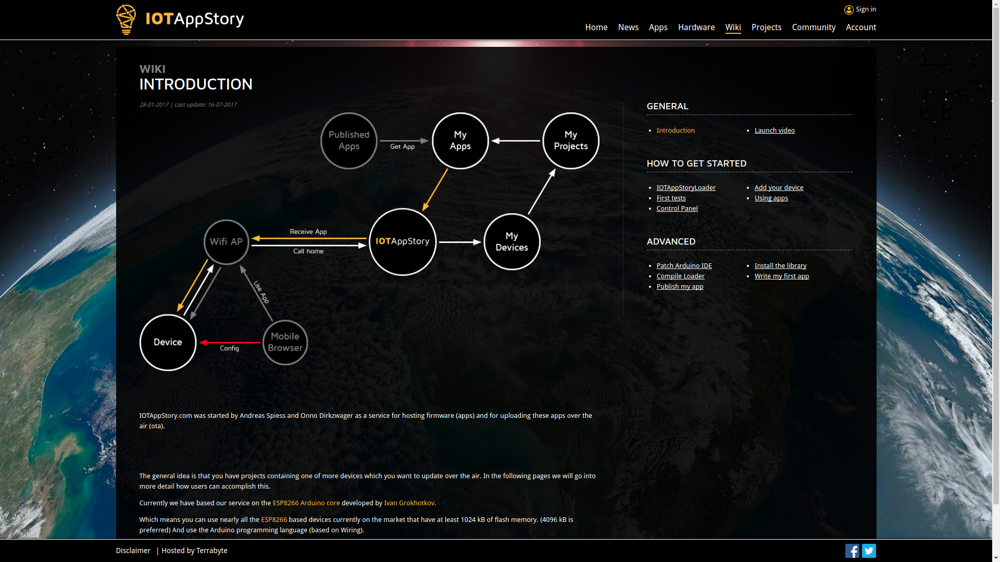 IOTAppStory
Sign in
Home News Apps Hardware Wiki Projects Community Account
WIKI
INTRODUCTION
28-01-2017 | Last update: 16-07-2017
Published
Apps
Get App
My
Apps
My
Projects
Wifi AP
Receive App
Call home
IOTAppStory
My
Devices
Use App
Device
Config
Mobile
Browser
IOTAppStory.com was started by Andreas Spiess and Onno Dirkzwager as a service for hosting firmware (apps) and for uploading these apps over the
air (ota).
The general idea is that you have projects containing one of more devices which you want to update over the air. In the following pages we will go into
more detail how users can accomplish this.
Currently we have based our service on the ESP8266 Arduino core developed by Ivan Grokhotkov.
Which means you can use nearly all the ESP8266 based devices currently on the market that have at least 1024 kB of flash memory. (4096 kB is
preferred) And use the Arduino programming language (based on Wiring).
GENERAL
Introduction
Launch video
HOW TO GET STARTED
IOTAppStoryLoader
Add your device
First tests
Using apps
Control Panel
ADVANCED
Patch Arduino IDE
Install the library
Compile Loader
Write my first app
Publish my app
Disclaimer | Hosted by Terrabyte